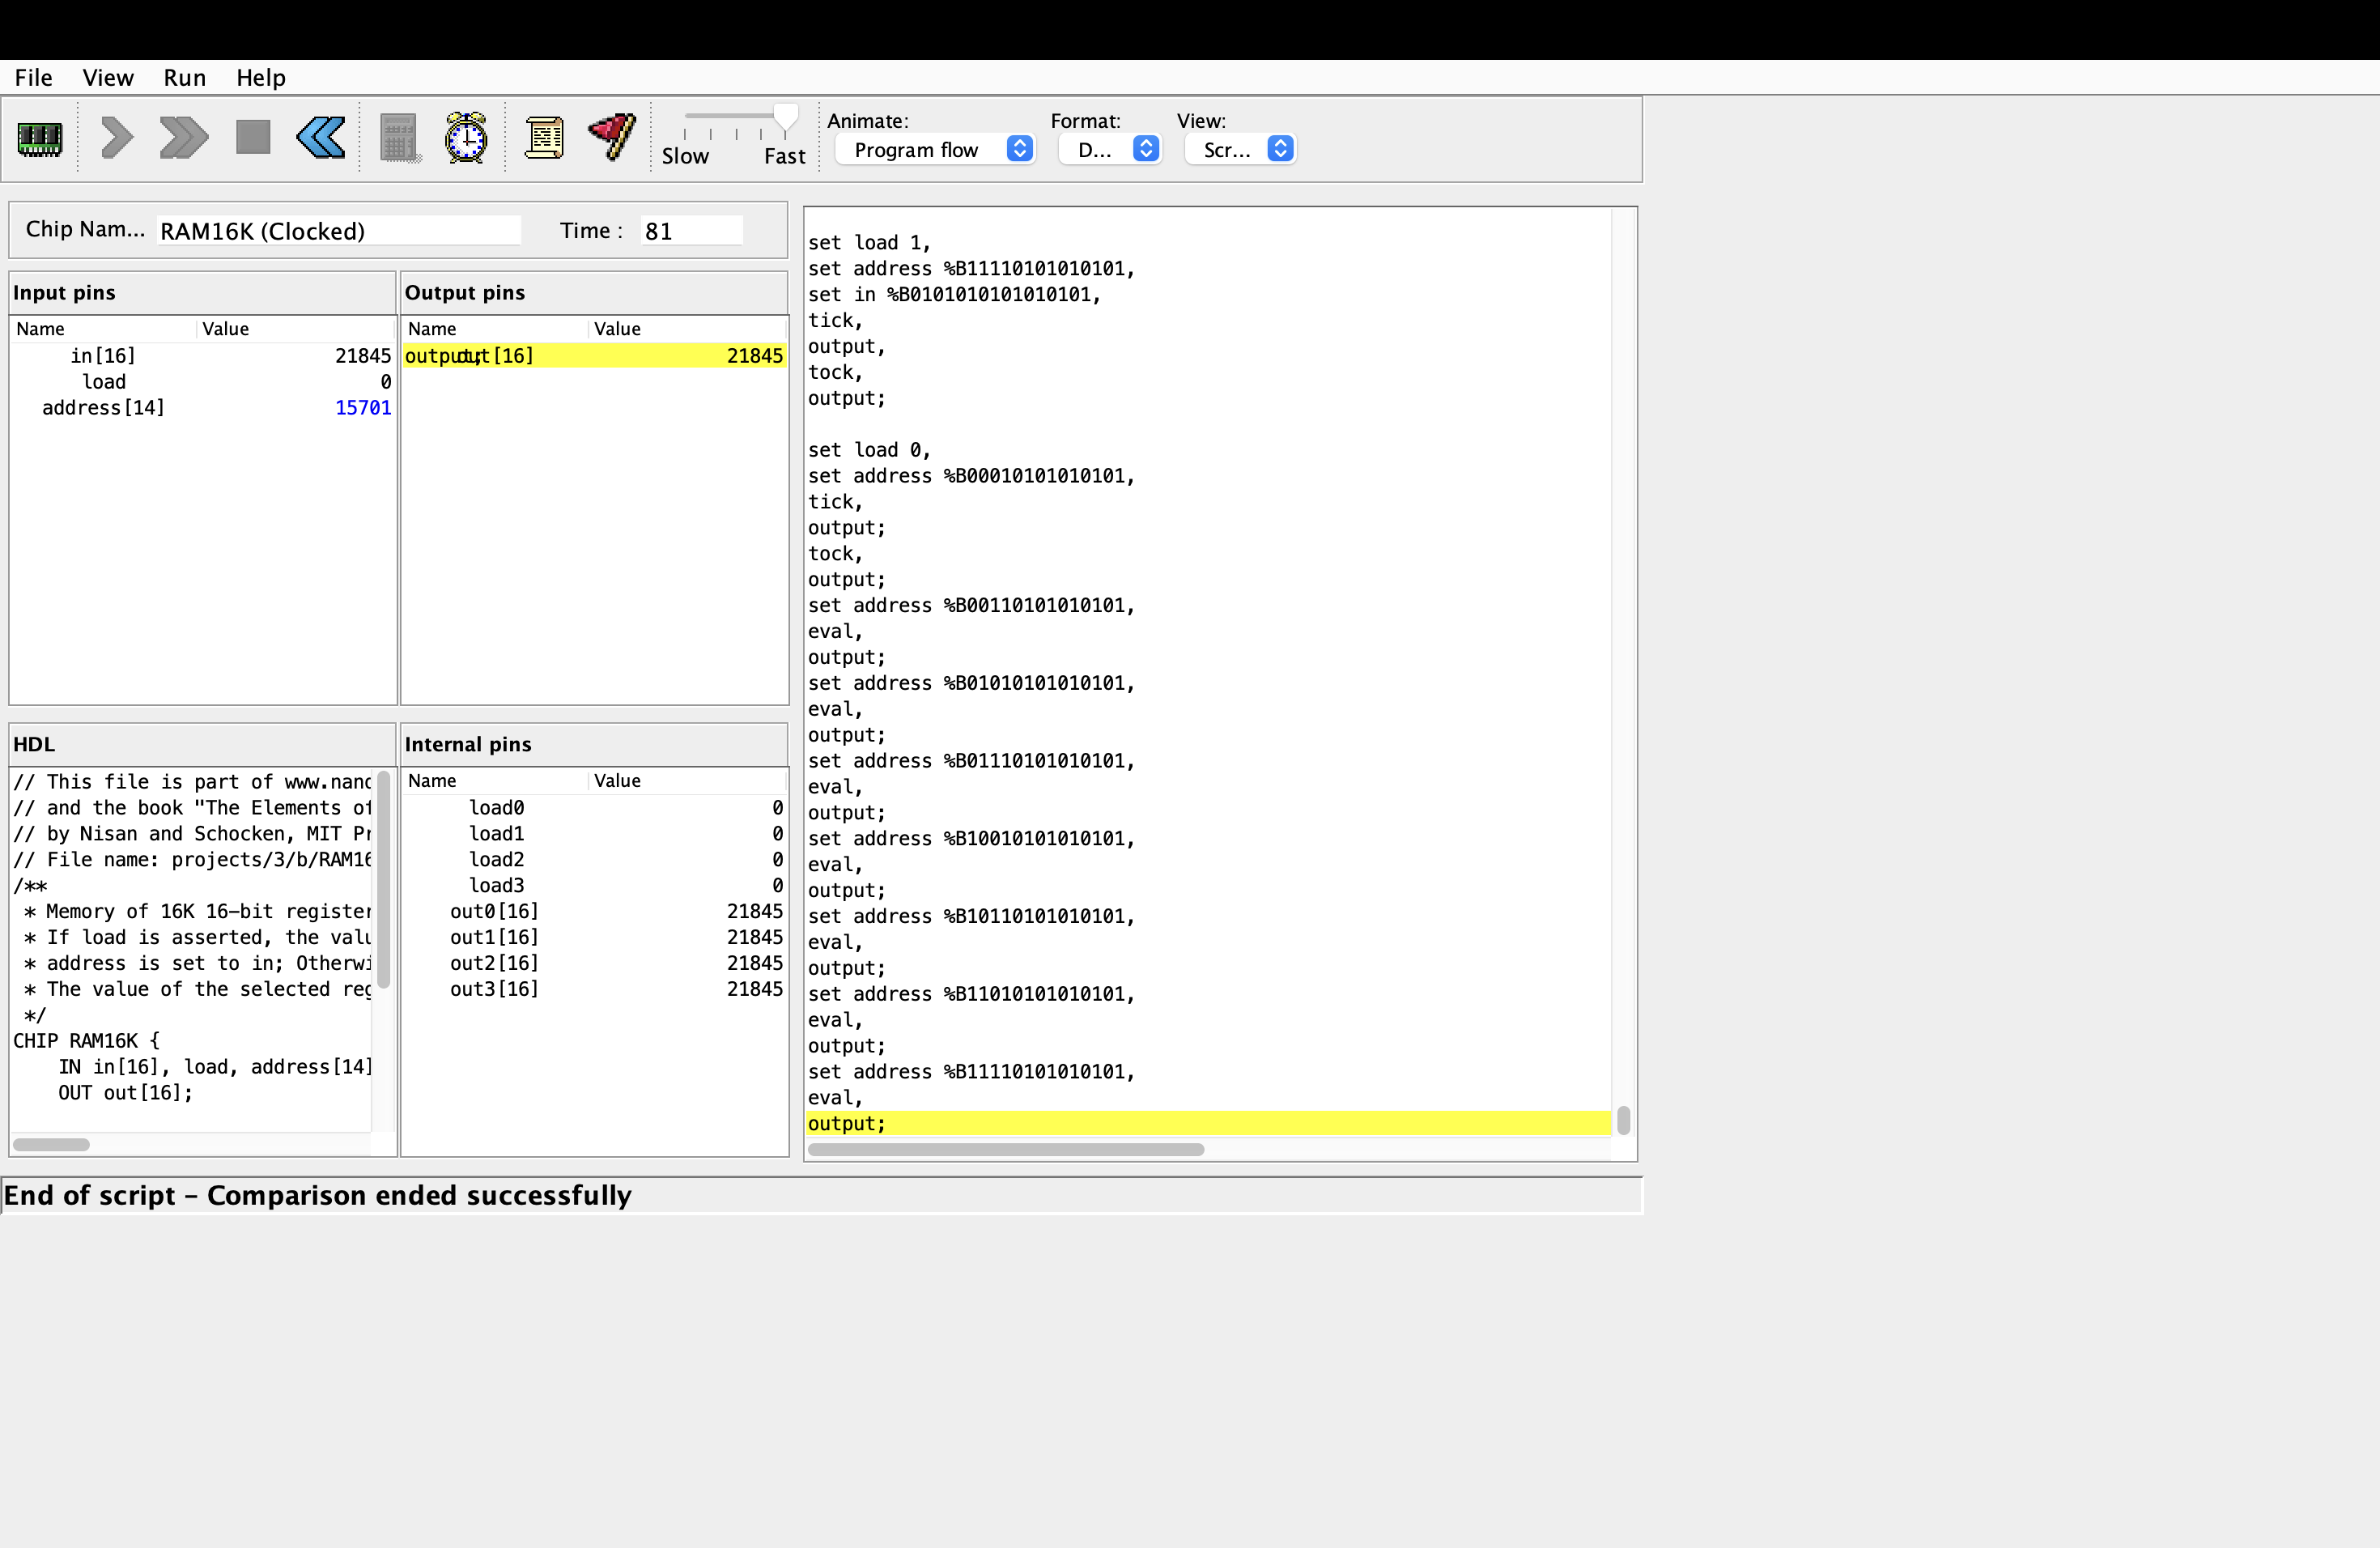 File View Run Help
Animate: Format: View:
Slow Fast Program flow D... Scr...
Chip Nam... RAM16K (Clocked) Time : 81
Input pins
Name Value
in[16] 21845
load 0
address[14] 15701
Output pins
Name Value
output; out[16] 21845
HDL
// This file is part of www.nand
// and the book "The Elements of
// by Nisan and Schocken, MIT Pr
// File name: projects/3/b/RAM16
/**
* Memory of 16K 16-bit register
* If load is asserted, the valu
* address is set to in; Otherwi
* The value of the selected reg
*/
CHIP RAM16K {
IN in[16], load, address[14]
OUT out[16];
Internal pins
Name Value
load0 0
load1 0
load2 0
load3 0
out0[16] 21845
out1[16] 21845
out2[16] 21845
out3[16] 21845
set load 1,
set address %B11110101010101,
set in %B0101010101010101,
tick,
output,
tock,
output;
set load 0,
set address %B00010101010101,
tick,
output;
tock,
output;
set address %B00110101010101,
eval,
output;
set address %B01010101010101,
eval,
output;
set address %B01110101010101,
eval,
output;
set address %B10010101010101,
eval,
output;
set address %B10110101010101,
eval,
output;
set address %B11010101010101,
eval,
output;
set address %B11110101010101,
eval,
output;
End of script – Comparison ended successfully